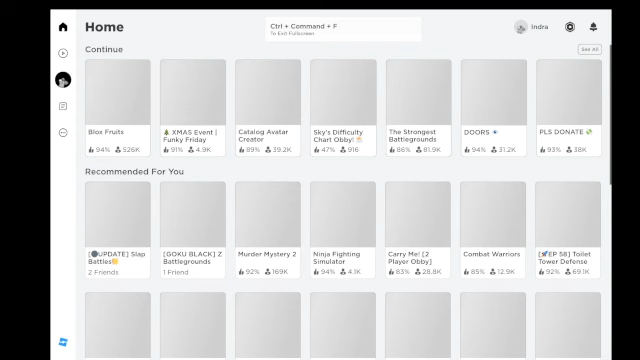 Home
Ctrl + Command + F
To Exit Fullscreen
Indra
Continue
See All
Blox Fruits
94% 526K
🎄 XMAS Event |
Funky Friday
91% 4.9K
Catalog Avatar
Creator
89% 39.2K
Sky's Difficulty
Chart Obby!
47% 916
The Strongest
Battlegrounds
86% 81.9K
DOORS 👁
94% 31.2K
PLS DONATE 💸
93% 38K
Recommended For You
[🌑UPDATE] Slap
Battles👏
2 Friends
[GOKU BLACK] Z
Battlegrounds
1 Friend
Murder Mystery 2
92% 169K
Ninja Fighting
Simulator
94% 4.1K
Carry Me! [2
Player Obby]
83% 28.8K
Combat Warriors
85% 12.9K
[🚀EP 58] Toilet
Tower Defense
92% 69.1K